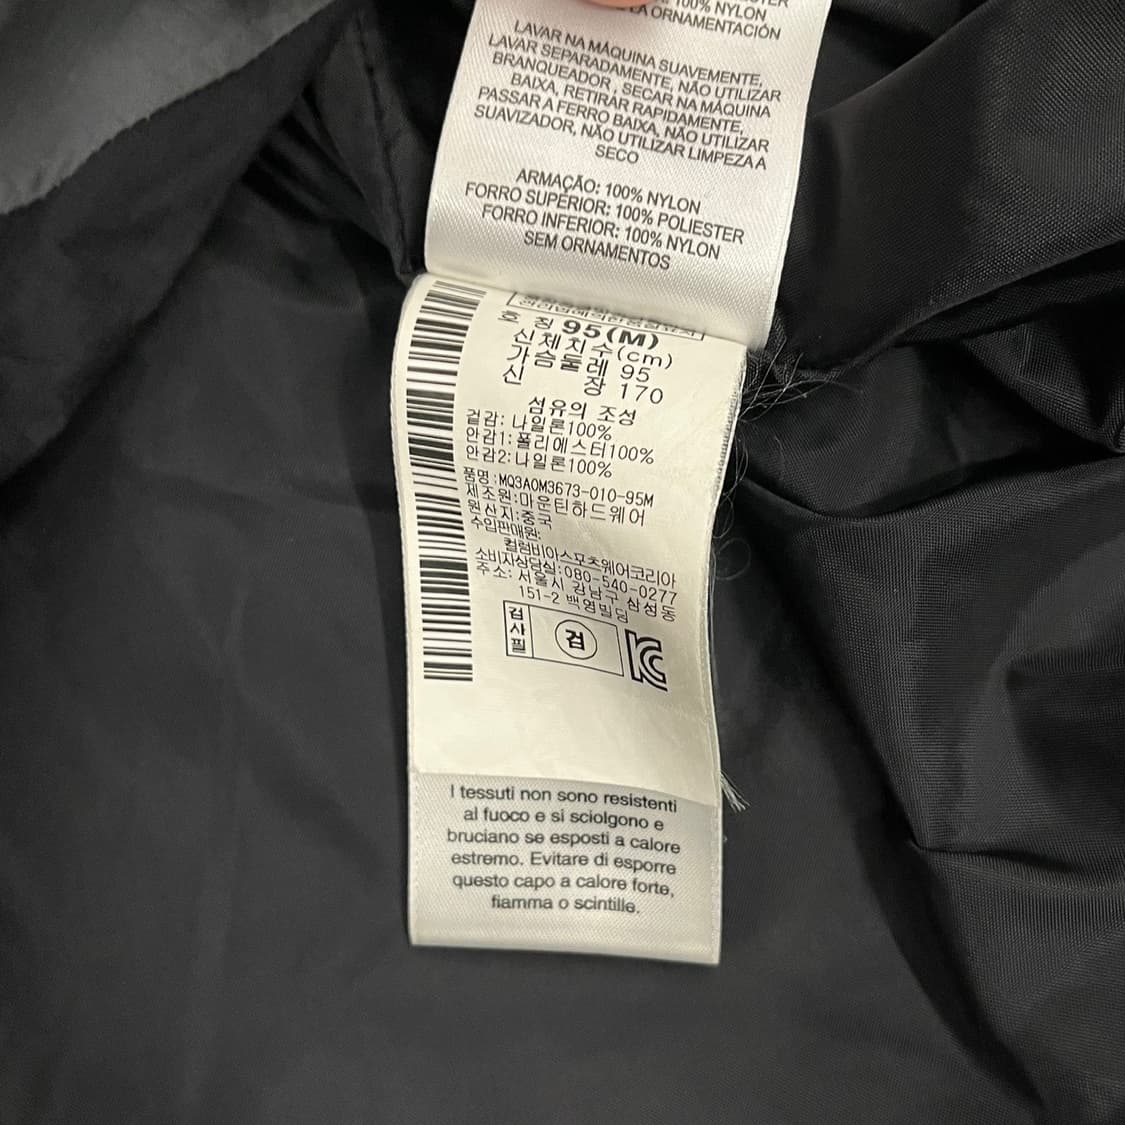 100% NYLON
LA ORNAMENTACIÓN
LAVAR NA MÁQUINA SUAVEMENTE,
LAVAR SEPARADAMENTE, NÃO UTILIZAR
BRANQUEADOR , SECAR NA MÁQUINA
BAIXA, RETIRAR RAPIDAMENTE,
PASSAR A FERRO BAIXA, NÃO UTILIZAR
SUAVIZADOR, NÃO UTILIZAR LIMPEZA A
SECO
ARMAÇÃO: 100% NYLON
FORRO SUPERIOR: 100% POLIESTER
FORRO INFERIOR: 100% NYLON
SEM ORNAMENTOS
호 칭 95(M)
신체치수(cm)
가슴둘레 95
신 장 170
섬유의 조성
겉감: 나일론100%
안감1: 폴리에스터100%
안감2: 나일론100%
품명:MQ3AOM3673-010-95M
제조원:마운틴하드웨어
원산지:중국
수입판매원:
컬럼비아스포츠웨어코리아
소비자상담실:080-540-0277
주소: 서울시 강남구 삼성동
151-2 백영빌딩
검사필
검
I tessuti non sono resistenti
al fuoco e si sciolgono e
bruciano se esposti a calore
estremo. Evitare di esporre
questo capo a calore forte,
fiamma o scintille.